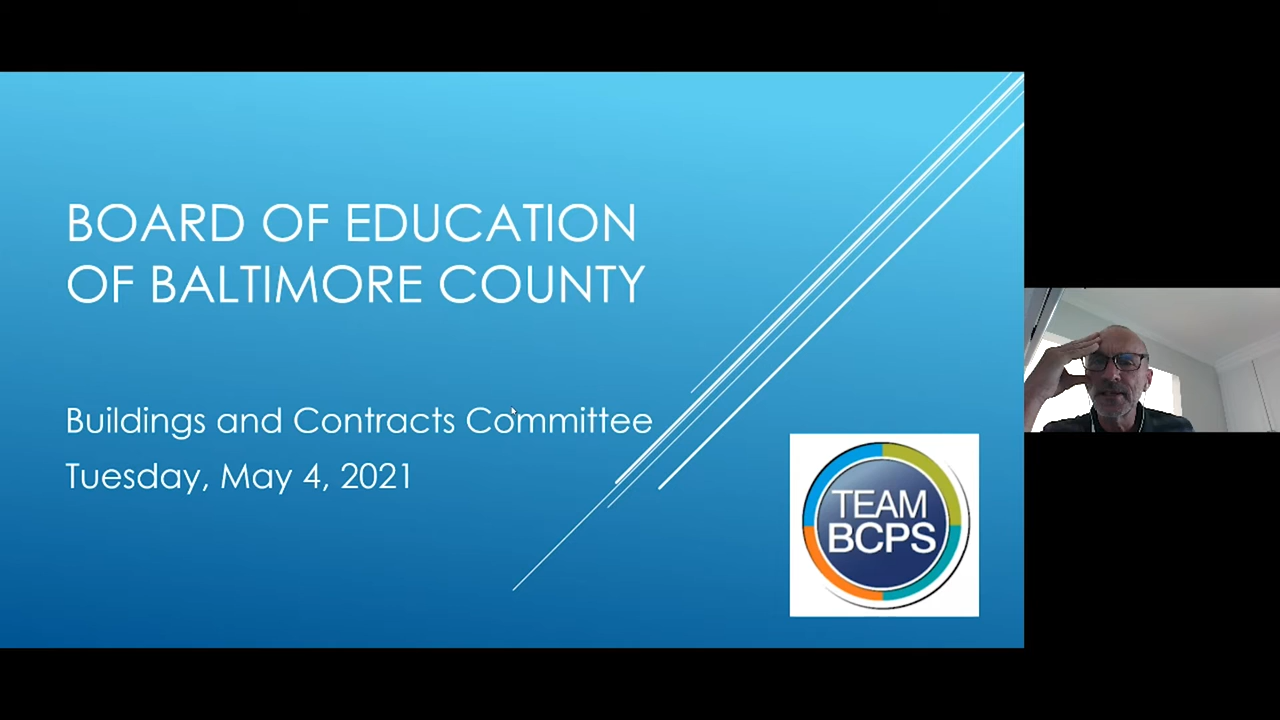 BOARD OF EDUCATION
OF BALTIMORE COUNTY
Buildings and Contracts Committee
Tuesday, May 4, 2021
TEAM
BCPS